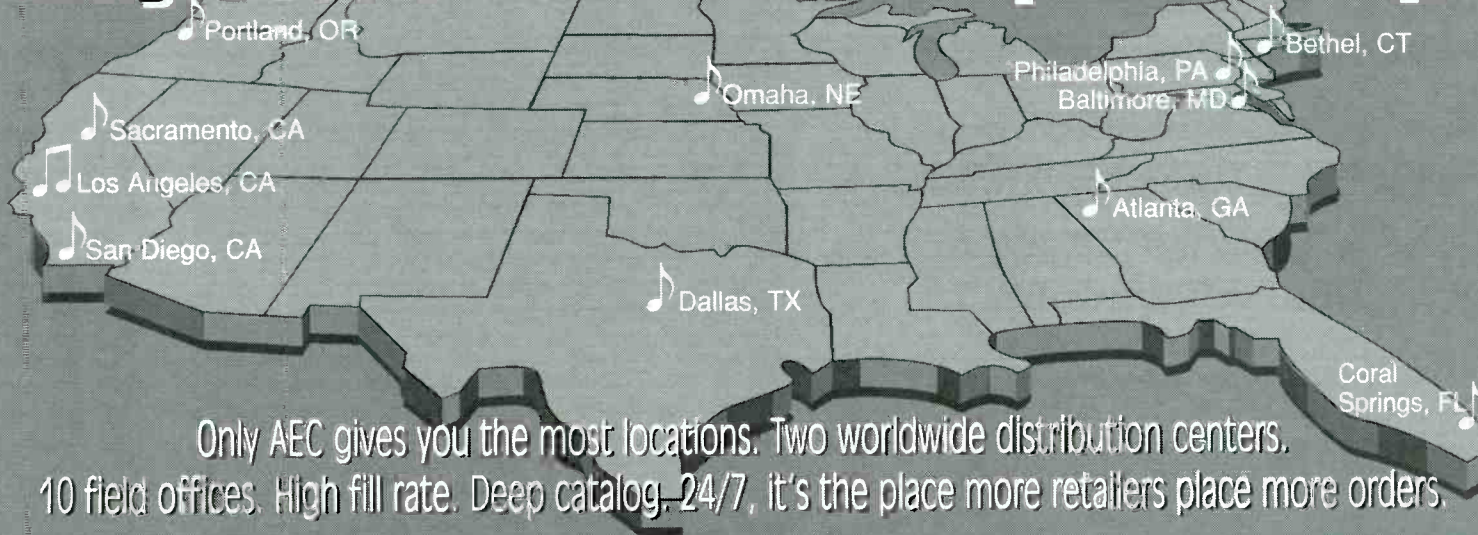 Portland, OR
Bethel, CT
Philadelphia, PA
Omaha, NE
Baltimore, MD
Sacramento, CA
Los Angeles, CA
Atlanta, GA
San Diego, CA
Dallas, TX
Coral
Springs, FL
Only AEC gives you the most locations. Two worldwide distribution centers.
10 field offices. High fill rate. Deep catalog. 24/7, it's the place more retailers place more orders.